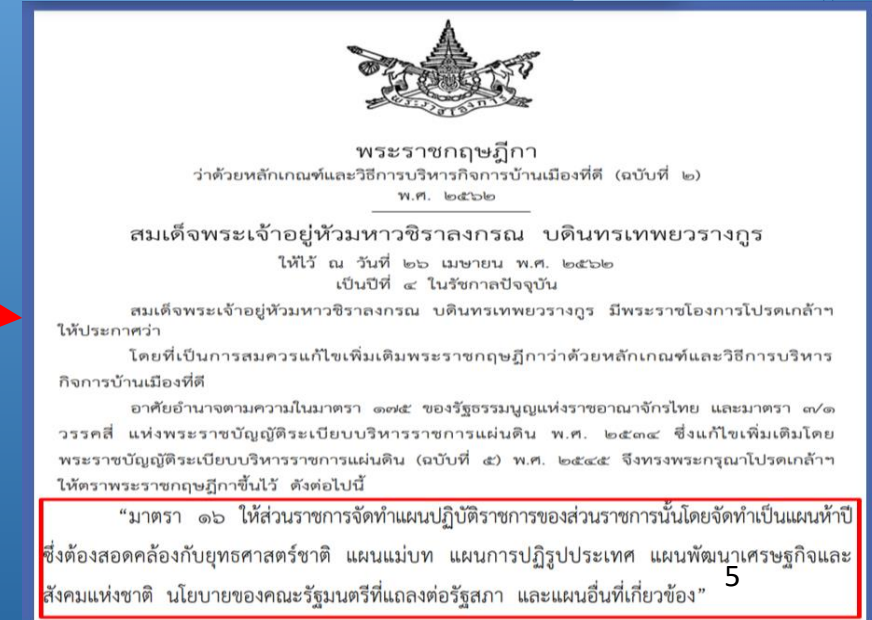 พระราชโองการ
พระราชกฤษฎีกา
ว่าด้วยหลักเกณฑ์และวิธีการบริหารกิจการบ้านเมืองที่ดี (ฉบับที่ ๒)
พ.ศ. ๒๕๖๒
สมเด็จพระเจ้าอยู่หัวมหาวชิราลงกรณ บดินทรเทพยวรางกูร
ให้ไว้ ณ วันที่ ๒๖ เมษายน พ.ศ. ๒๕๖๒
เป็นปีที่ ๔ ในรัชกาลปัจจุบัน
สมเด็จพระเจ้าอยู่หัวมหาวชิราลงกรณ บดินทรเทพยวรางกูร มีพระราชโองการโปรดเกล้าฯ
ให้ประกาศว่า
โดยที่เป็นการสมควรแก้ไขเพิ่มเติมพระราชกฤษฎีกาว่าด้วยหลักเกณฑ์และวิธีการบริหาร
กิจการบ้านเมืองที่ดี
อาศัยอำนาจตามความในมาตรา ๑๗๕ ของรัฐธรรมนูญแห่งราชอาณาจักรไทย และมาตรา ๓/๑
วรรคสี่ แห่งพระราชบัญญัติระเบียบบริหารราชการแผ่นดิน พ.ศ. ๒๕๓๔ ซึ่งแก้ไขเพิ่มเติมโดย
พระราชบัญญัติระเบียบบริหารราชการแผ่นดิน (ฉบับที่ ๕) พ.ศ. ๒๕๔๕ จึงทรงพระกรุณาโปรดเกล้าฯ
ให้ตราพระราชกฤษฎีกาขึ้นไว้ ดังต่อไปนี้
“มาตรา ๑๖ ให้ส่วนราชการจัดทำแผนปฏิบัติราชการของส่วนราชการนั้นโดยจัดทำเป็นแผนห้าปี
ซึ่งต้องสอดคล้องกับยุทธศาสตร์ชาติ แผนแม่บท แผนการปฏิรูปประเทศ แผนพัฒนาเศรษฐกิจและ
สังคมแห่งชาติ นโยบายของคณะรัฐมนตรีที่แถลงต่อรัฐสภา และแผนอื่นที่เกี่ยวข้อง”
5